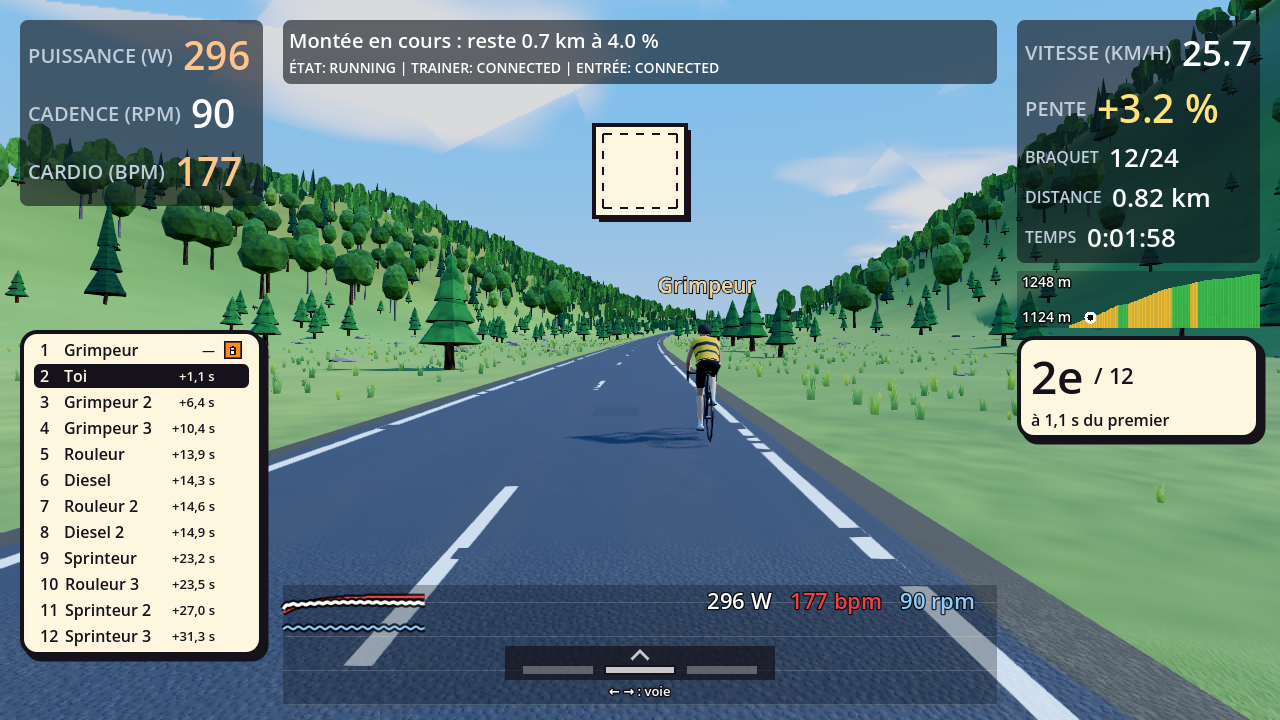 PUISSANCE (W) 296
CADENCE (RPM) 90
CARDIO (BPM) 177
Montée en cours : reste 0.7 km à 4.0 %
ÉTAT: RUNNING | TRAINER: CONNECTED | ENTRÉE: CONNECTED
VITESSE (KM/H) 25.7
PENTE +3.2 %
BRAQUET 12/24
DISTANCE 0.82 km
TEMPS 0:01:58
1248 m
1124 m
Grimpeur
1 Grimpeur —
2 Toi +1,1 s
3 Grimpeur 2 +6,4 s
4 Grimpeur 3 +10,4 s
5 Rouleur +13,9 s
6 Diesel +14,3 s
7 Rouleur 2 +14,6 s
8 Diesel 2 +14,9 s
9 Sprinteur +23,2 s
10 Rouleur 3 +23,5 s
11 Sprinteur 2 +27,0 s
12 Sprinteur 3 +31,3 s
2e / 12
à 1,1 s du premier
296 W 177 bpm 90 rpm
← → : voie